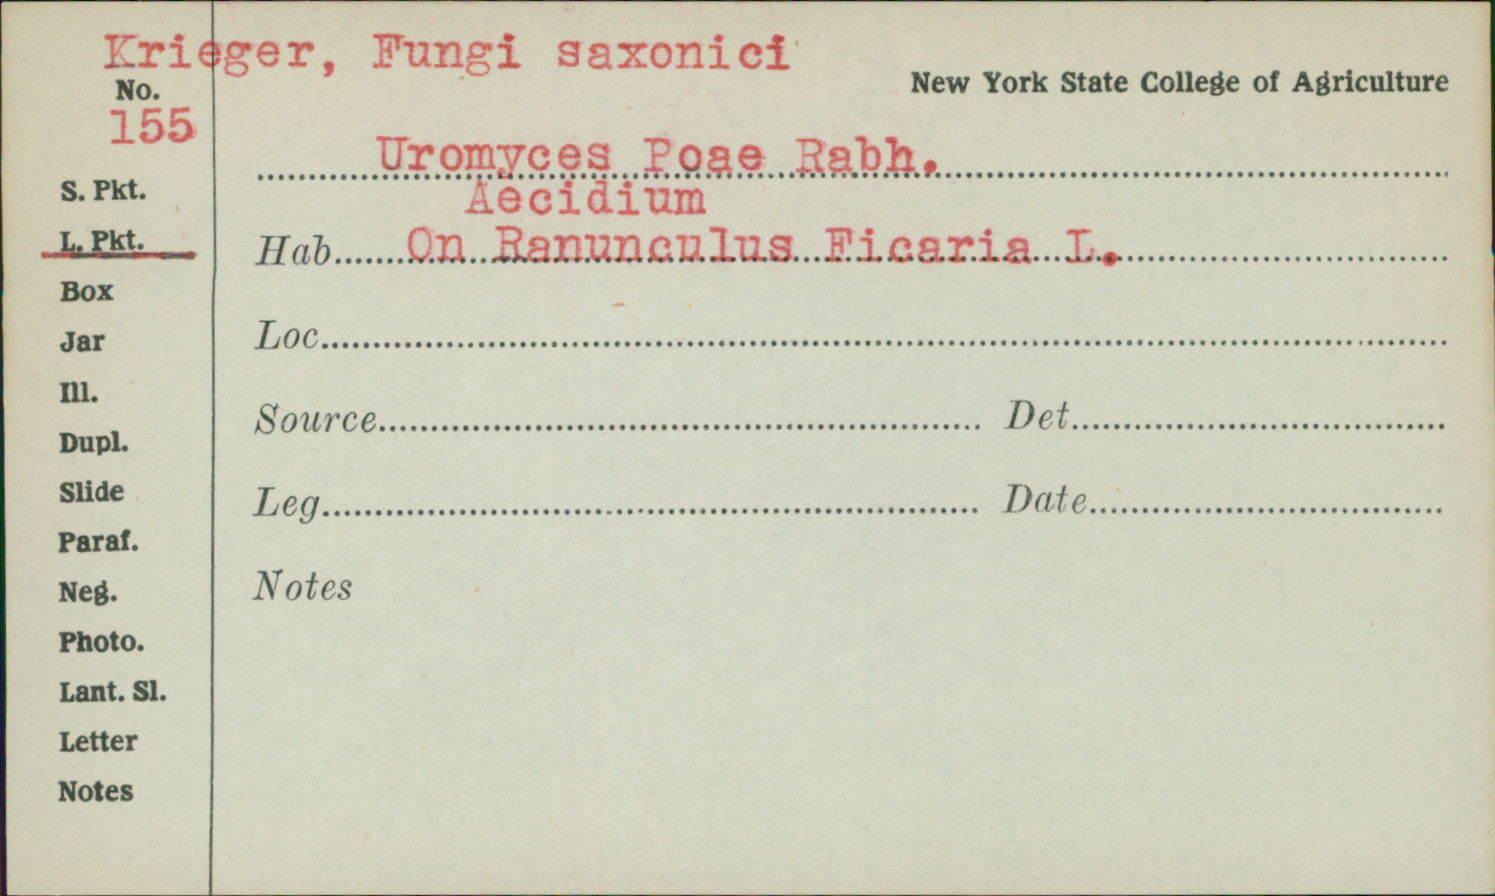 Krieger, Fungi saxonici
No.
155
New York State College of Agriculture
Uromyces Poae Rabh.
Aecidium
S. Pkt.
L. Pkt.
Hab. On Ranunculus Ficaria L.
Box
Jar
Loc.
Ill.
Dupl.
Source Det.
Slide
Leg. Date
Paraf.
Neg.
Notes
Photo.
Lant. Sl.
Letter
Notes